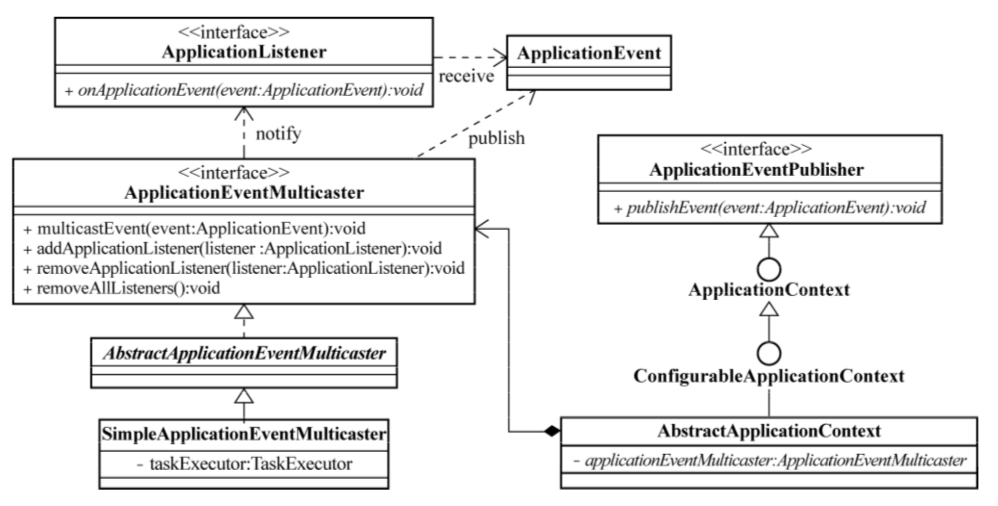 <<interface>>
ApplicationListener
+ onApplicationEvent(event:ApplicationEvent):void
receive
ApplicationEvent
notify
publish
<<interface>>
ApplicationEventMulticaster
+ multicastEvent(event:ApplicationEvent):void
+ addApplicationListener(listener :ApplicationListener):void
+ removeApplicationListener(listener:ApplicationListener):void
+ removeAllListeners():void
<<interface>>
ApplicationEventPublisher
+ publishEvent(event:ApplicationEvent):void
ApplicationContext
ConfigurableApplicationContext
AbstractApplicationEventMulticaster
SimpleApplicationEventMulticaster
- taskExecutor:TaskExecutor
AbstractApplicationContext
- applicationEventMulticaster:ApplicationEventMulticaster